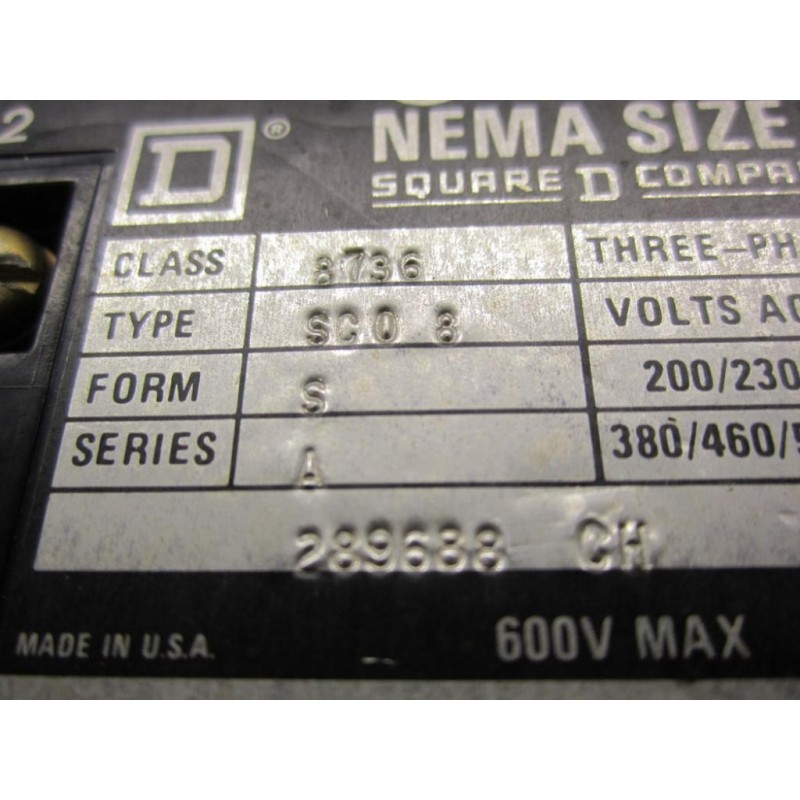 2
D ® NEMA SIZE
SQUARE D COMPA
CLASS 8736 THREE-PH
TYPE SCO 8 VOLTS AC
FORM S 200/230
SERIES A 380/460/5
289688 CH
MADE IN U.S.A. 600V MAX